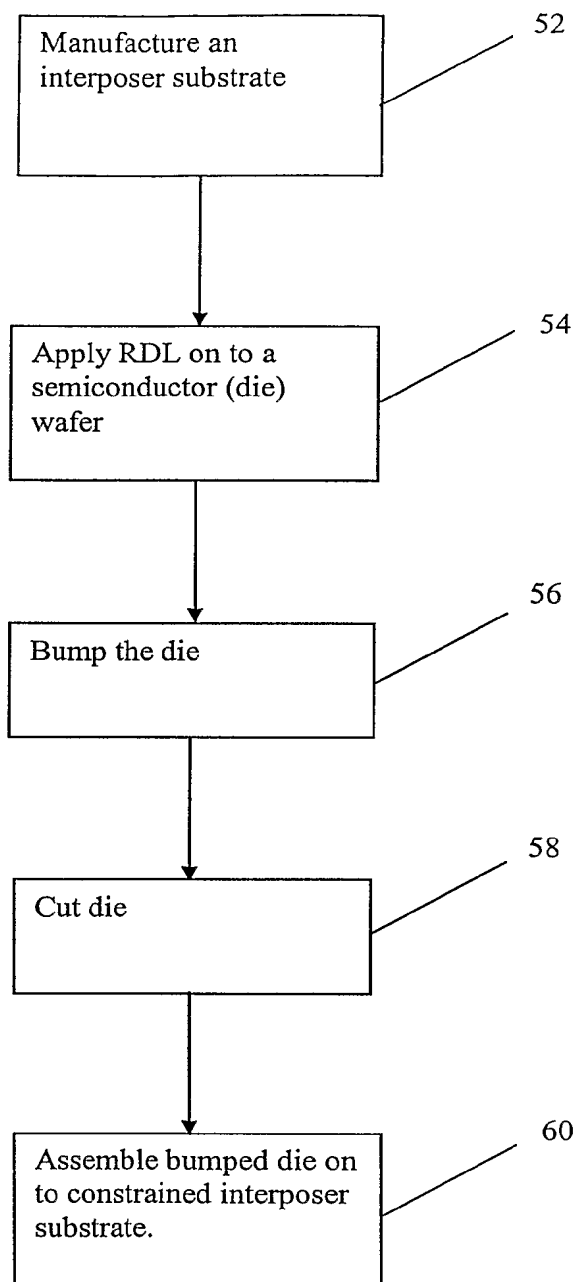 52
Manufacture an
interposer substrate
54
Apply RDL on to a
semiconductor (die)
wafer
56
Bump the die
58
Cut die
60
Assemble bumped die on
to constrained interposer
substrate.